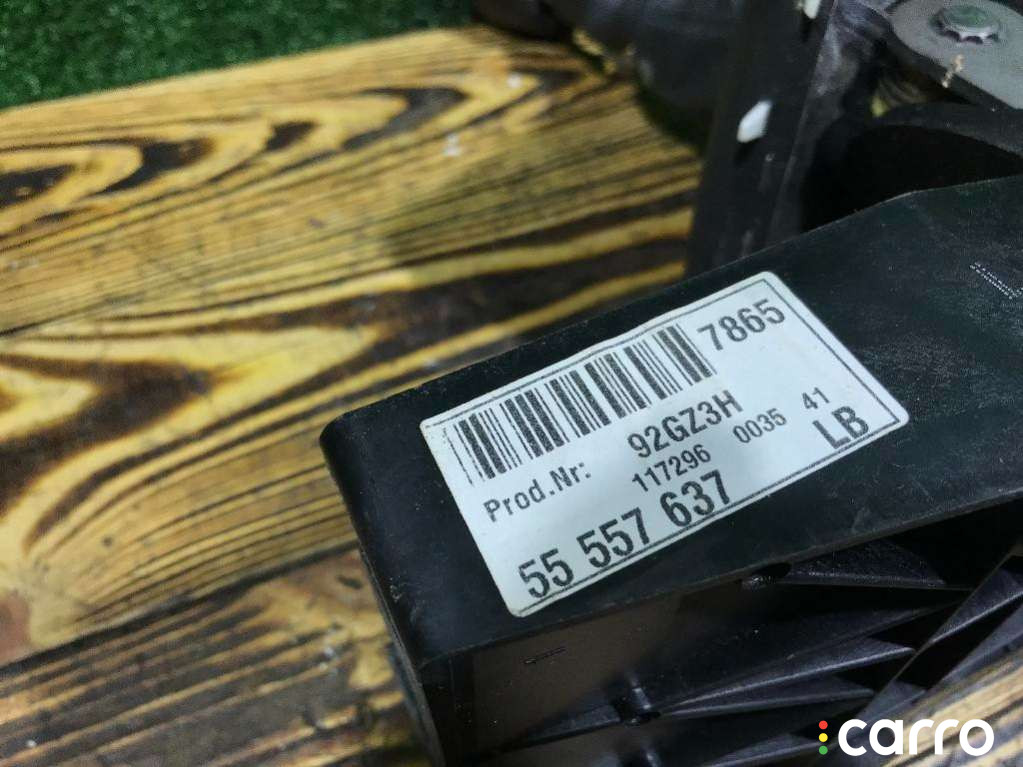 7865
Prod.Nr: 92GZ3H
117296 0035 41
55 557 637 LB
carro